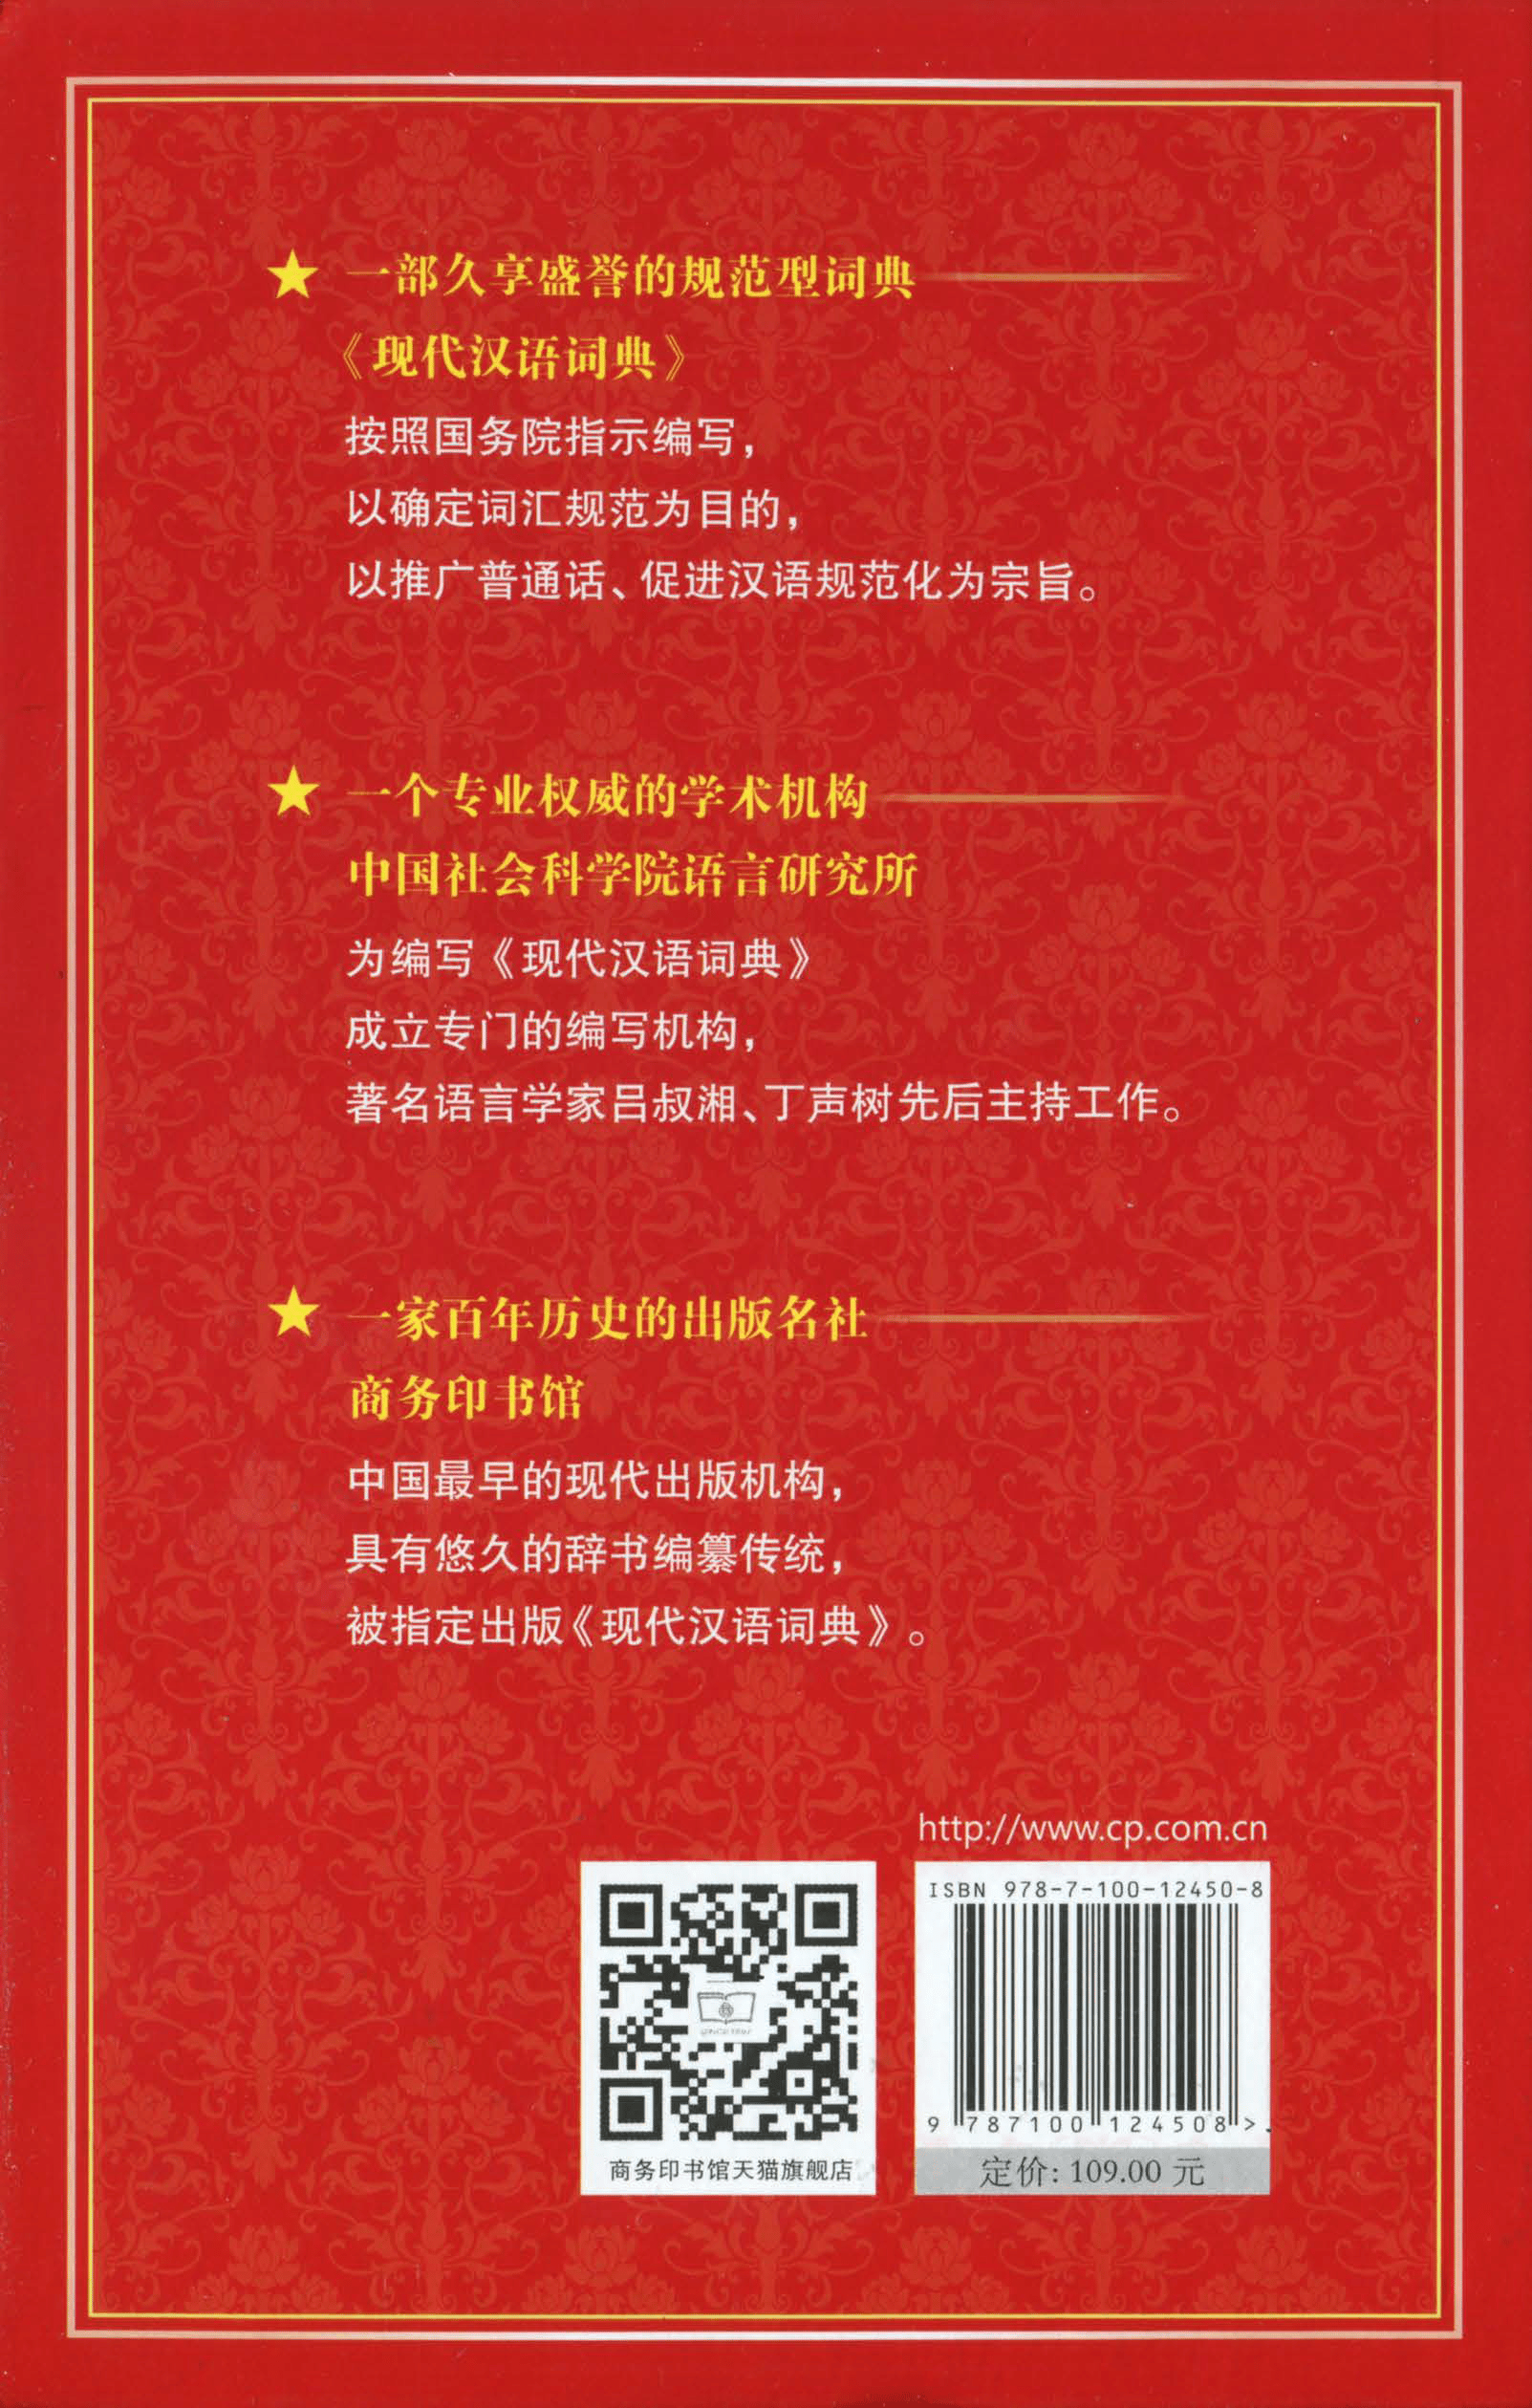 ★ 一部久享盛誉的规范型词典
《现代汉语词典》
按照国务院指示编写，
以确定词汇规范为目的，
以推广普通话、促进汉语规范化为宗旨。
★ 一个专业权威的学术机构
中国社会科学院语言研究所
为编写《现代汉语词典》
成立专门的编写机构，
著名语言学家吕叔湘、丁声树先后主持工作。
★ 一家百年历史的出版名社
商务印书馆
中国最早的现代出版机构，
具有悠久的辞书编纂传统，
被指定出版《现代汉语词典》。
http://www.cp.com.cn
ISBN 978-7-100-12450-8
9 787100 124508 >
商务印书馆天猫旗舰店
定价: 109.00 元